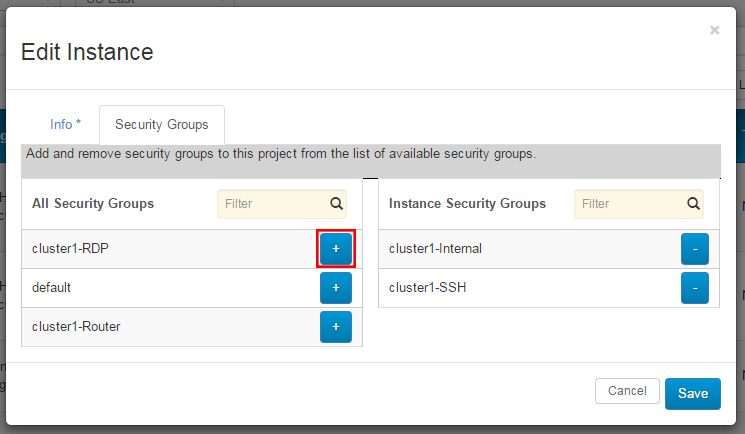 US East
×
Edit Instance
Info *
Security Groups
Add and remove security groups to this project from the list of available security groups.
All Security Groups
Filter
Instance Security Groups
Filter
cluster1-RDP
+
cluster1-Internal
-
default
+
cluster1-SSH
-
cluster1-Router
+
Cancel
Save